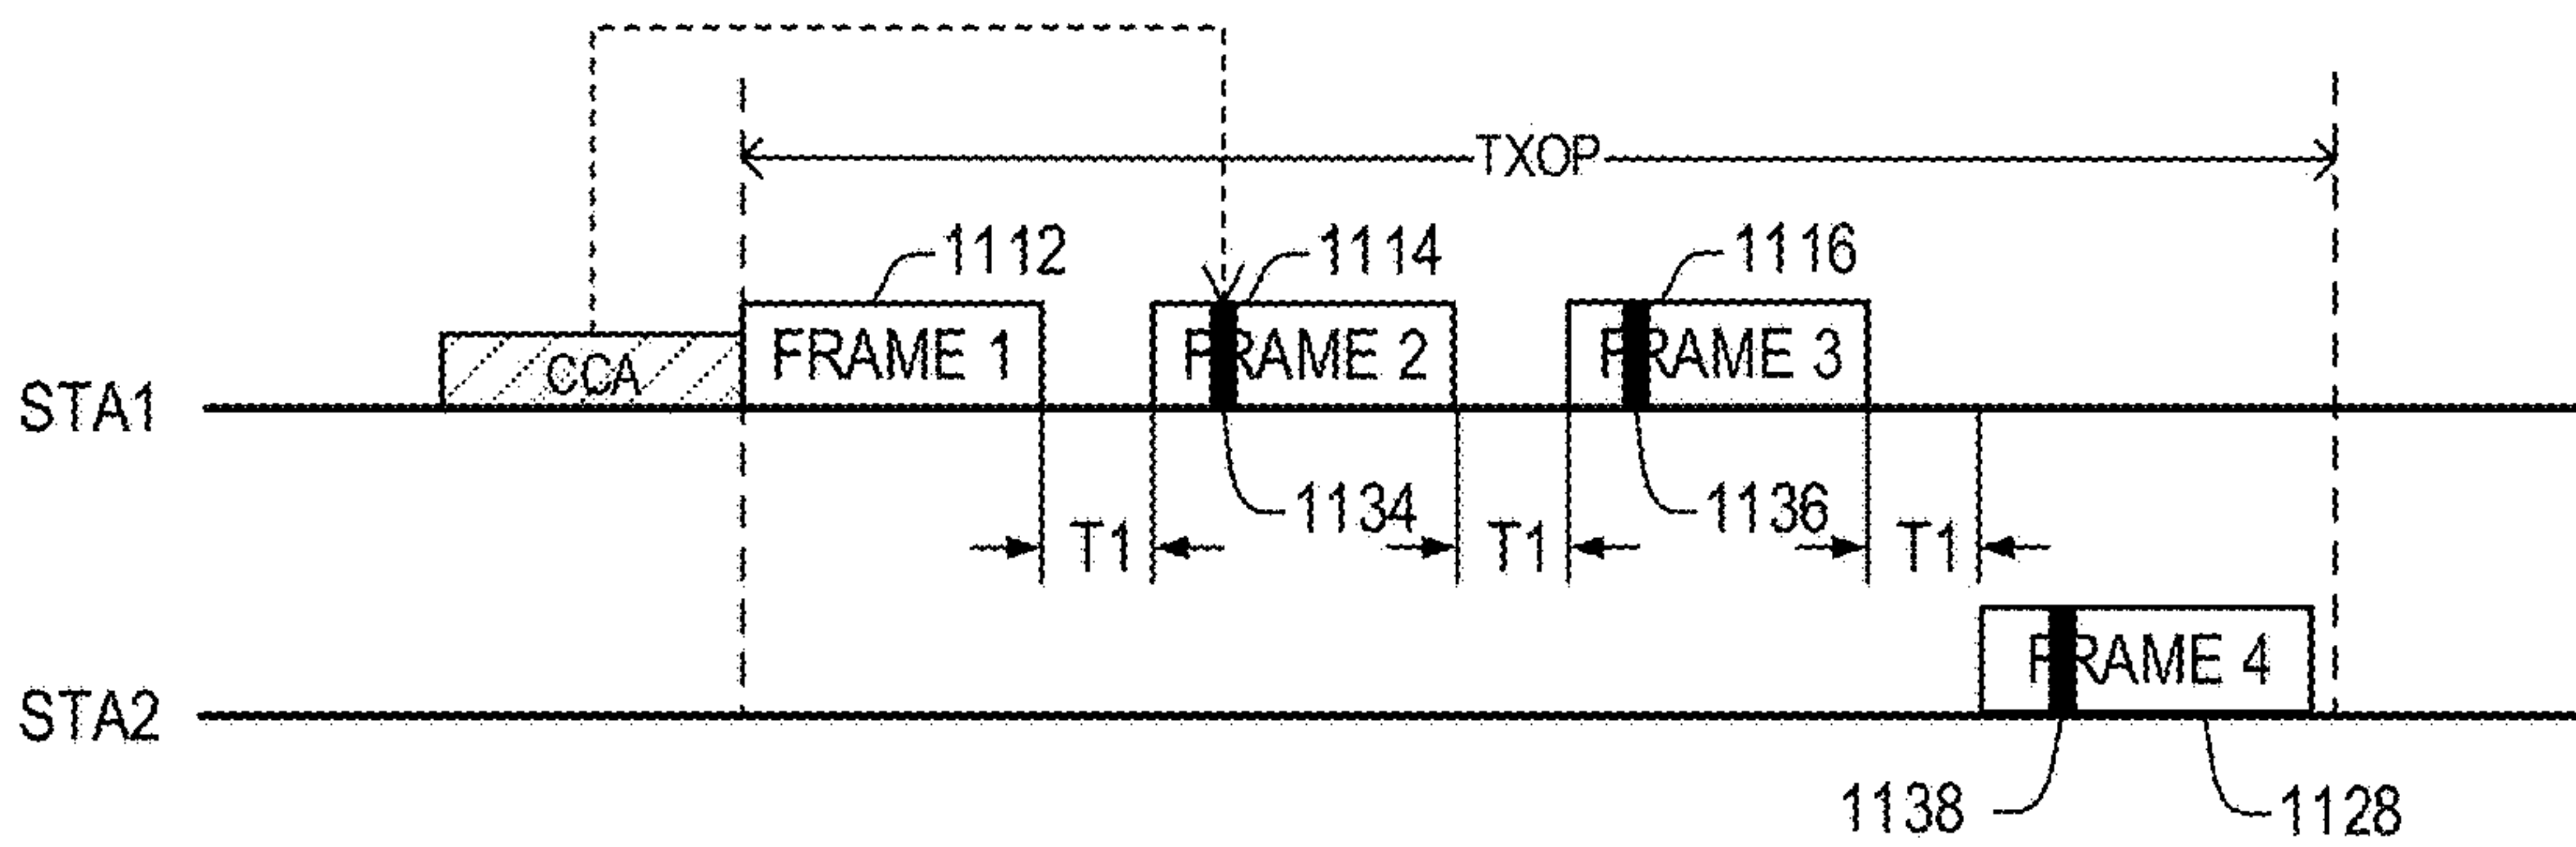 TXOP
1112 1114 1116
FRAME 1 FRAME 2 FRAME 3
CCA
STA1
1134 1136
T1 T1 T1
FRAME 4
STA2
1138 1128